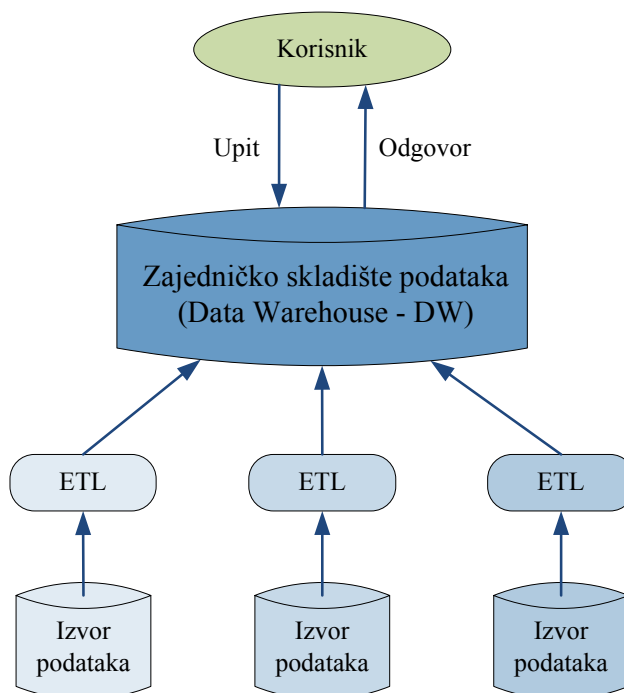 Korisnik
Upit
Odgovor
Zajedničko skladište podataka
(Data Warehouse - DW)
ETL
ETL
ETL
Izvor
podataka
Izvor
podataka
Izvor
podataka